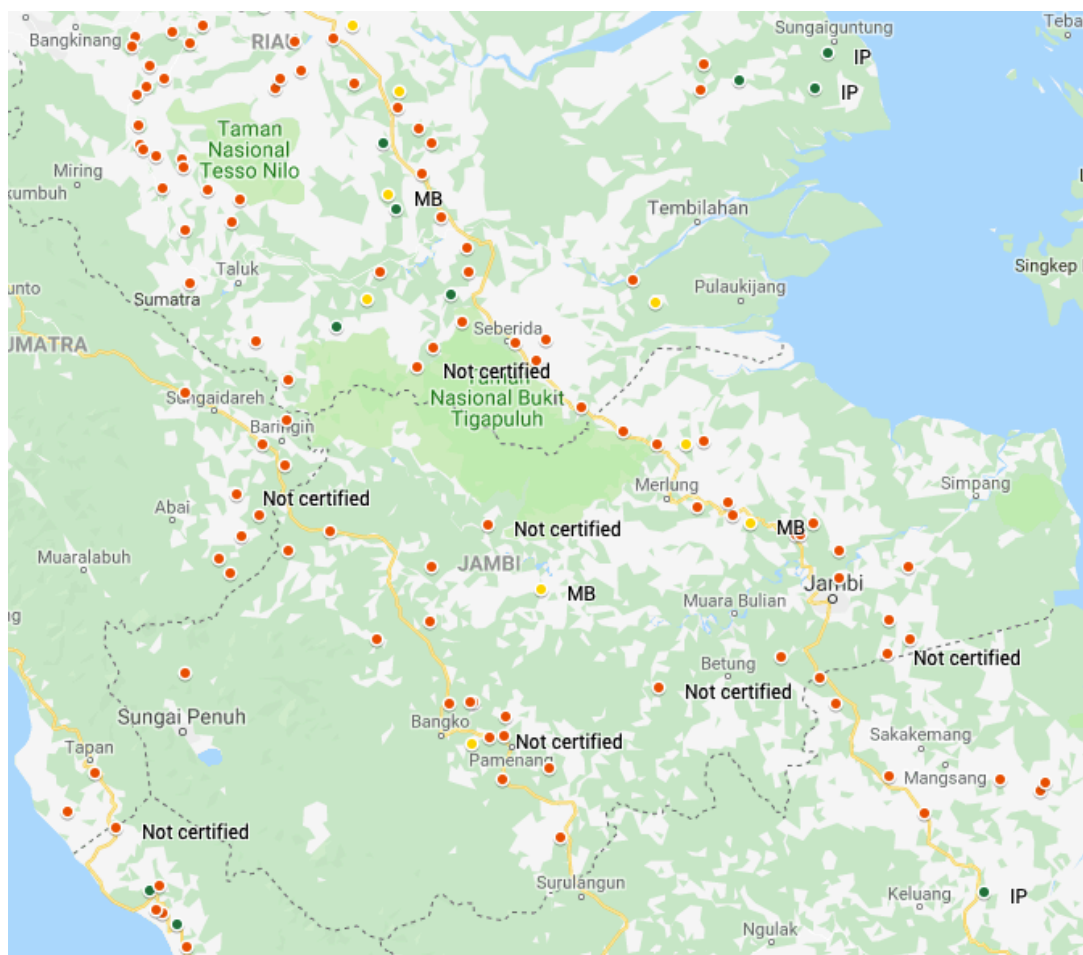 Bangkinang
RIAU
Sungaiguntung
Teba
IP
IP
Taman
Nasional
Tesso Nilo
Miring
kumbuh
MB
Tembilahan
Taluk
Sumatra
unto
Pulaukijang
Singkep
UMATRA
Seberida
Not certified
Taman
Nasional Bukit
Tigapuluh
Sungaidareh
Baringin
Merlung
Simpang
Not certified
Abai
Not certified
MB
Muaralabuh
JAMBI
MB
Muara Bulian
Jambi
ng
Betung
Not certified
Not certified
Sungai Penuh
Bangko
Not certified
Pamenang
Sakakemang
Tapan
Mangsang
Not certified
Surulangun
Keluang
IP
Ngulak